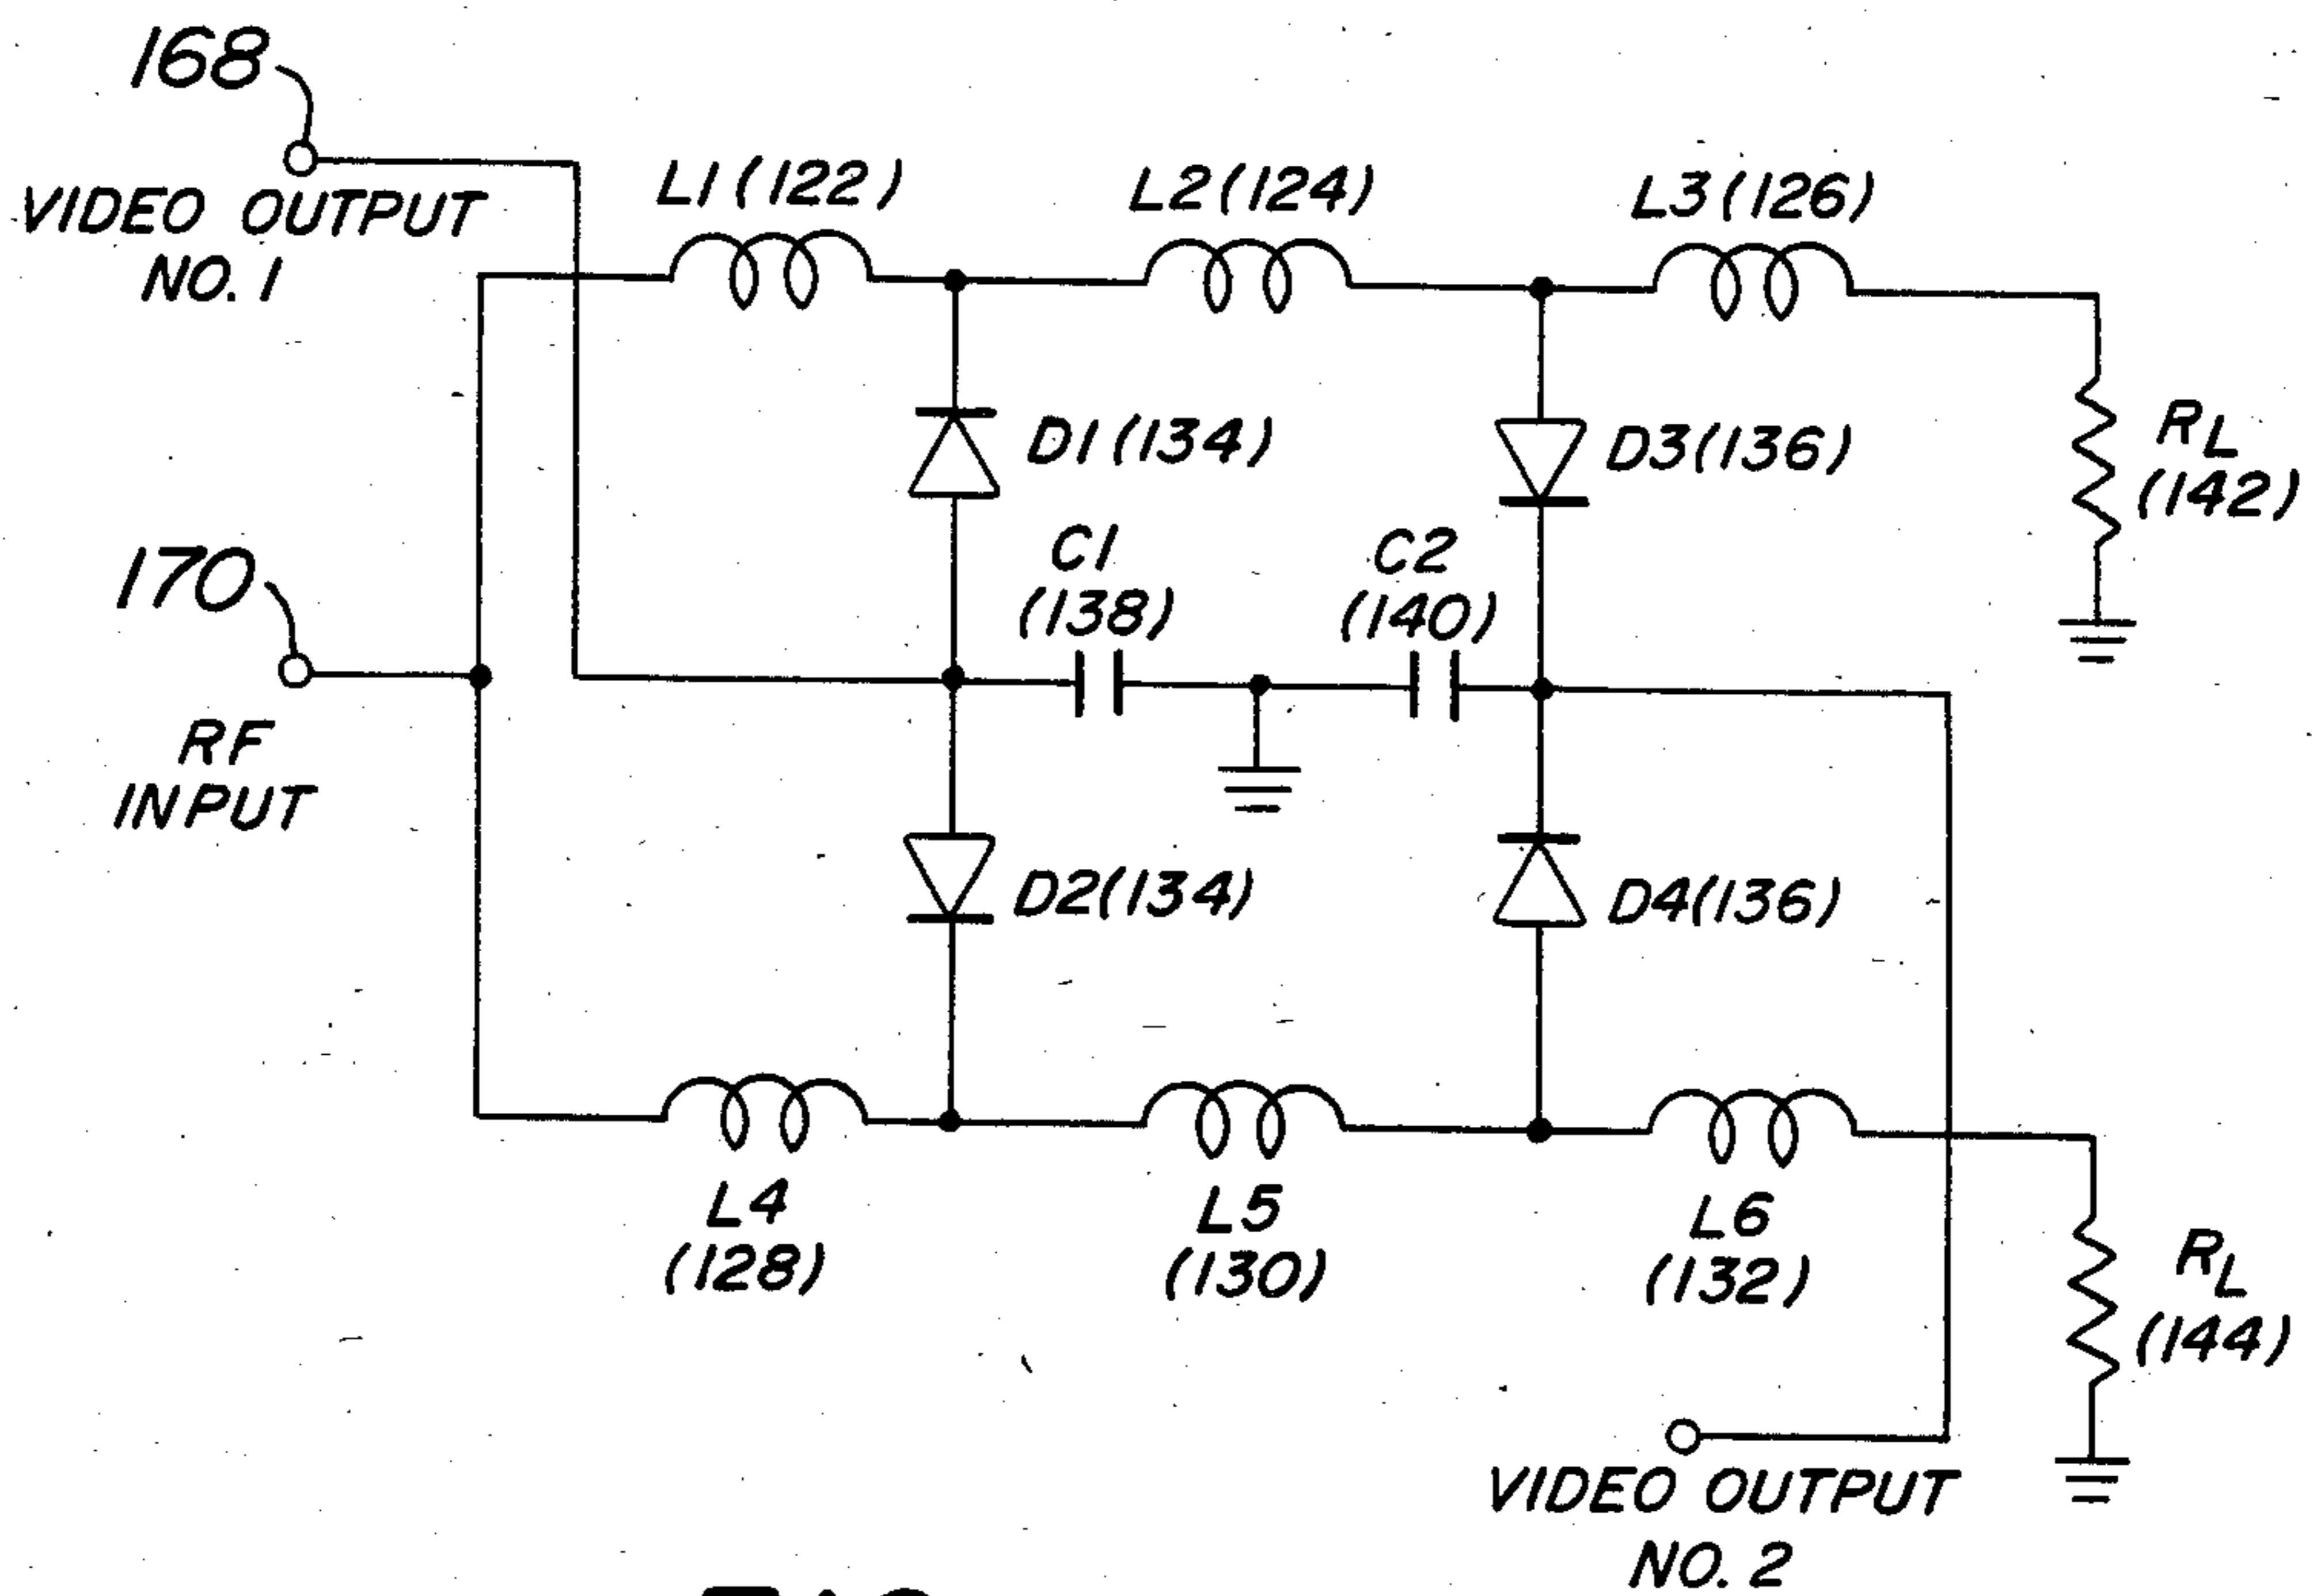 168
VIDEO OUTPUT
NO. 1
L1(122)
L2(124)
L3(126)
D1(134)
D3(136)
RL
(142)
C1
(138)
C2
(140)
170
RF
INPUT
D2(134)
D4(136)
L4
(128)
L5
(130)
L6
(132)
RL
(144)
VIDEO OUTPUT
NO. 2